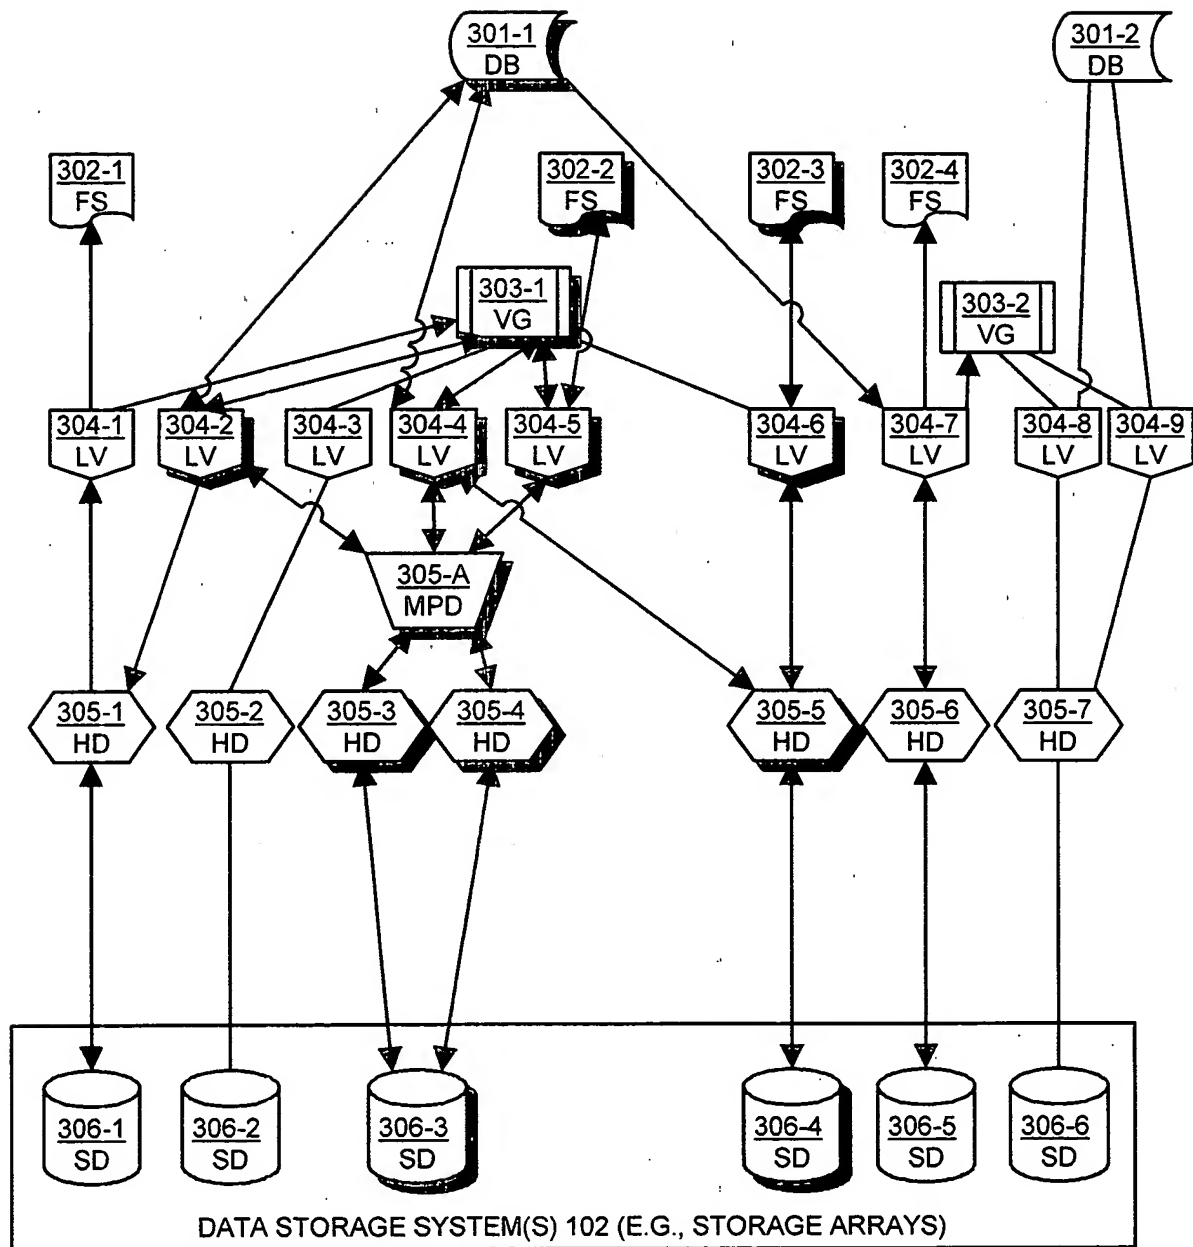 301-1
DB
301-2
DB
302-1
FS
302-2
FS
302-3
FS
302-4
FS
303-1
VG
303-2
VG
304-1
LV
304-2
LV
304-3
LV
304-4
LV
304-5
LV
304-6
LV
304-7
LV
304-8
LV
304-9
LV
305-A
MPD
305-1
HD
305-2
HD
305-3
HD
305-4
HD
305-5
HD
305-6
HD
305-7
HD
306-1
SD
306-2
SD
306-3
SD
306-4
SD
306-5
SD
306-6
SD
DATA STORAGE SYSTEM(S) 102 (E.G., STORAGE ARRAYS)